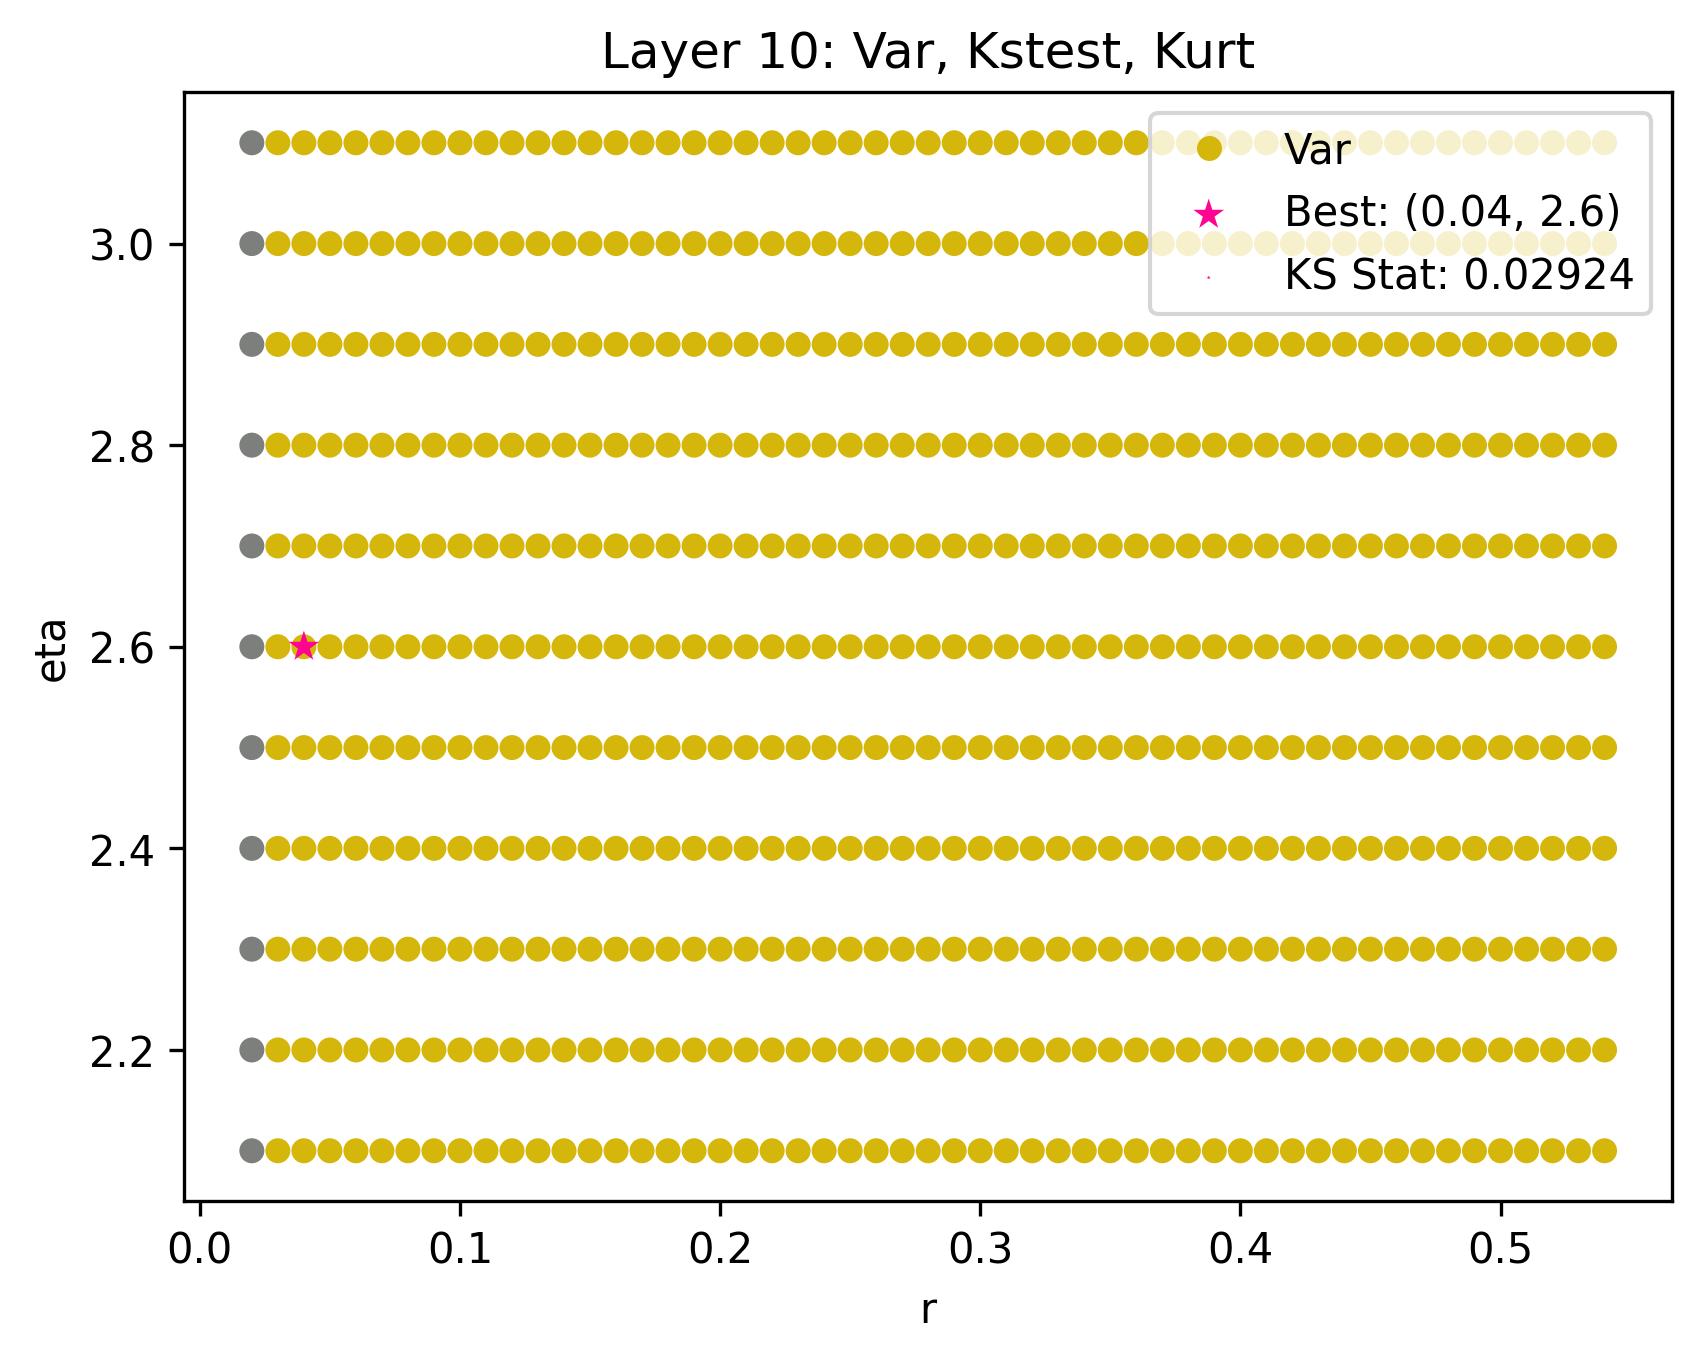 Layer 10: Var, Kstest, Kurt
Var
Best: (0.04, 2.6)
KS Stat: 0.02924
eta
3.0
2.8
2.6
2.4
2.2
0.0 0.1 0.2 0.3 0.4 0.5
r